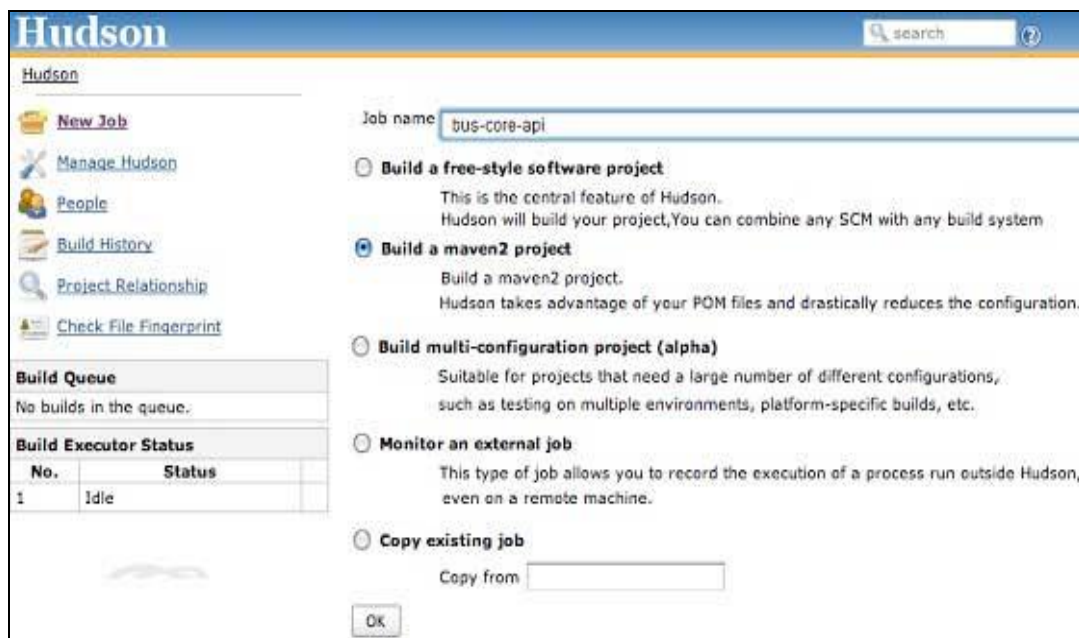 Hudson
search
Hudson
New Job
Manage Hudson
People
Build History
Project Relationship
Check File Fingerprint
Build Queue
No builds in the queue.
Build Executor Status
No. Status
1 Idle
Job name bus-core-api
Build a free-style software project
This is the central feature of Hudson.
Hudson will build your project,You can combine any SCM with any build system
Build a maven2 project
Build a maven2 project.
Hudson takes advantage of your POM files and drastically reduces the configuration.
Build multi-configuration project (alpha)
Suitable for projects that need a large number of different configurations,
such as testing on multiple environments, platform-specific builds, etc.
Monitor an external job
This type of job allows you to record the execution of a process run outside Hudson,
even on a remote machine.
Copy existing job
Copy from
OK